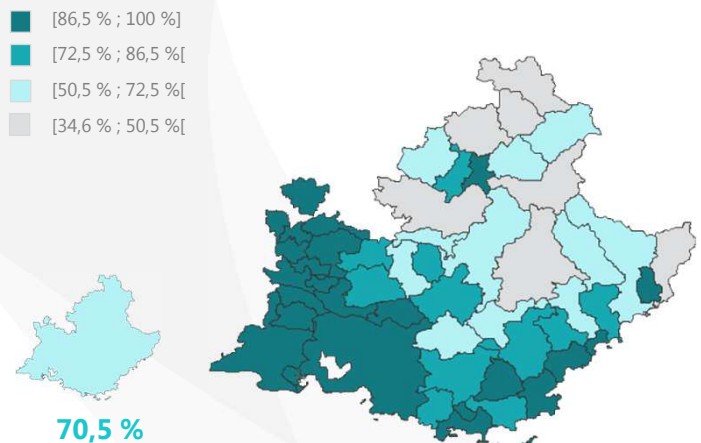 [86,5 % ; 100 %]
[72,5 % ; 86,5 %[
[50,5 % ; 72,5 %[
[34,6 % ; 50,5 %[
70,5 %